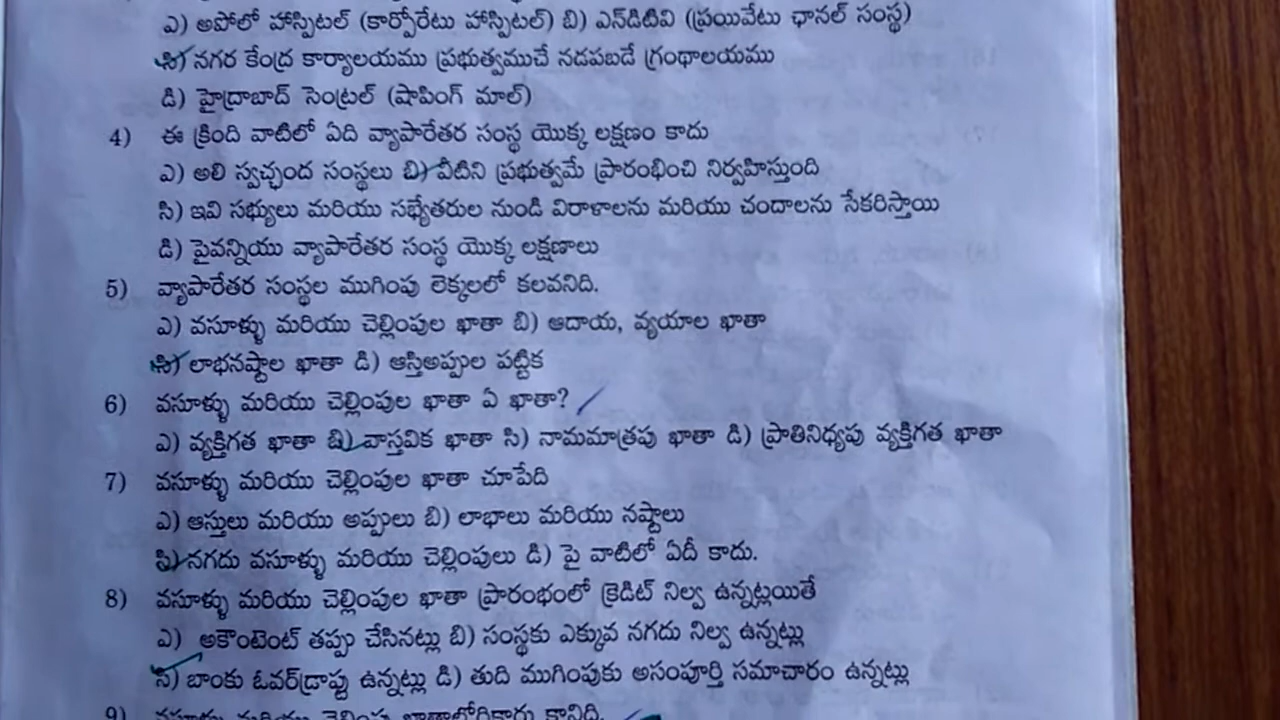 ఎ) అపోలో హాస్పిటల్ (కార్పోరేటు హాస్పిటల్) బి) ఎన్‌డిటివి (ప్రయివేటు ఛానల్ సంస్థ)
సి) నగర కేంద్ర కార్యాలయము ప్రభుత్వముచే నడపబడే గ్రంథాలయము
డి) హైద్రాబాద్ సెంట్రల్ (షాపింగ్ మాల్)
4) ఈ క్రింది వాటిలో ఏది వ్యాపారేతర సంస్థ యొక్క లక్షణం కాదు
ఎ) అలి స్వచ్ఛంద సంస్థలు బి) వీటిని ప్రభుత్వమే ప్రారంభించి నిర్వహిస్తుంది
సి) ఇవి సభ్యులు మరియు సభ్యేతరుల నుండి విరాళాలను మరియు చందాలను సేకరిస్తాయి
డి) పైవన్నియు వ్యాపారేతర సంస్థ యొక్క లక్షణాలు
5) వ్యాపారేతర సంస్థల ముగింపు లెక్కలలో కలవనిది.
ఎ) వసూళ్ళు మరియు చెల్లింపుల ఖాతా బి) ఆదాయ, వ్యయాల ఖాతా
సి) లాభనష్టాల ఖాతా డి) ఆస్తిఅప్పుల పట్టిక
6) వసూళ్ళు మరియు చెల్లింపుల ఖాతా ఏ ఖాతా?
ఎ) వ్యక్తిగత ఖాతా బి) వాస్తవిక ఖాతా సి) నామమాత్రపు ఖాతా డి) ప్రాతినిధ్యపు వ్యక్తిగత ఖాతా
7) వసూళ్ళు మరియు చెల్లింపుల ఖాతా చూపేది
ఎ) ఆస్తులు మరియు అప్పులు బి) లాభాలు మరియు నష్టాలు
సి) నగదు వసూళ్ళు మరియు చెల్లింపులు డి) పై వాటిలో ఏదీ కాదు.
8) వసూళ్ళు మరియు చెల్లింపుల ఖాతా ప్రారంభంలో క్రెడిట్ నిల్వ ఉన్నట్లయితే
ఎ) అకౌంటెంట్ తప్పు చేసినట్లు బి) సంస్థకు ఎక్కువ నగదు నిల్వ ఉన్నట్లు
సి) బాంకు ఓవర్‌డ్రాఫ్టు ఉన్నట్లు డి) తుది ముగింపుకు అసంపూర్తి సమాచారం ఉన్నట్లు
9)